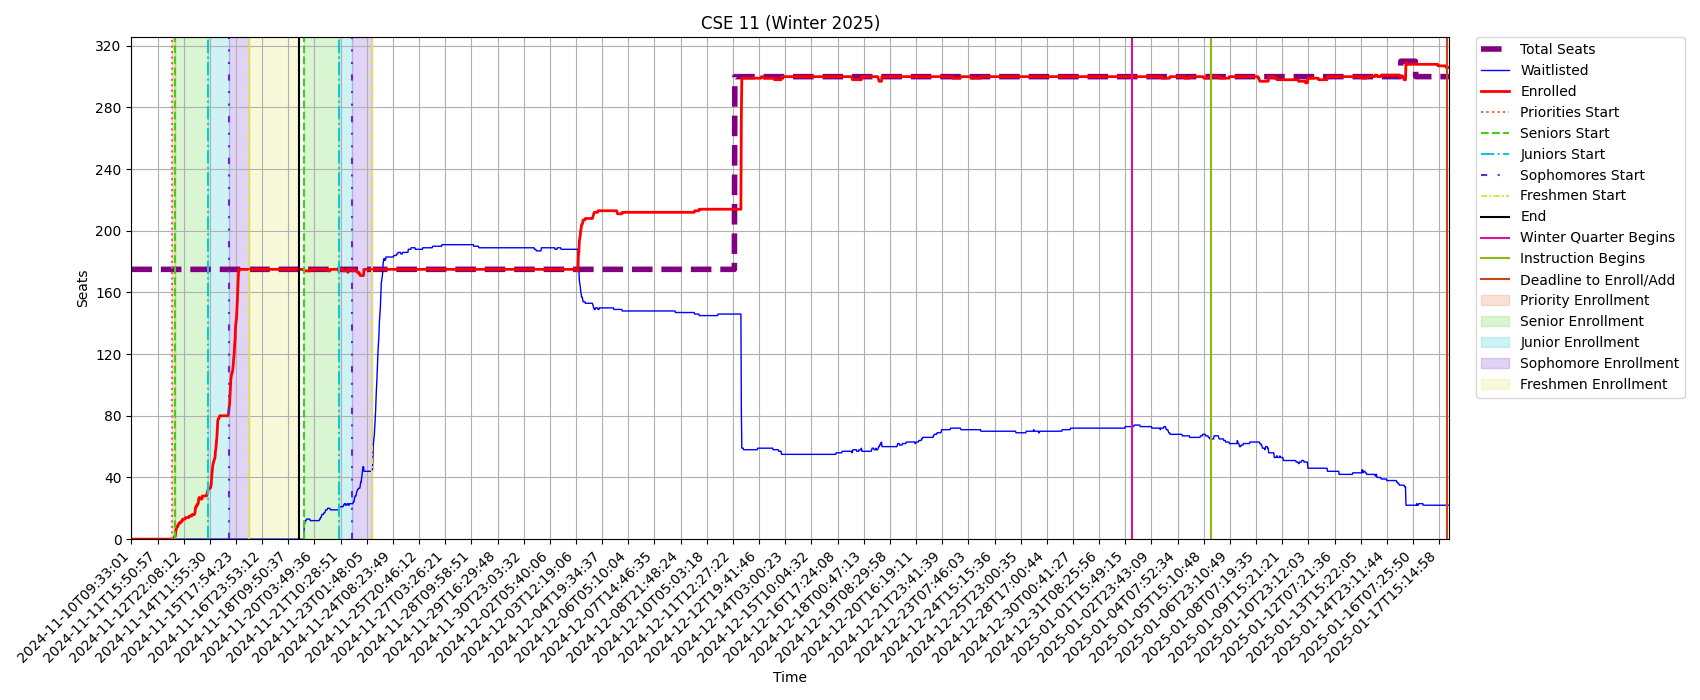 CSE 11 (Winter 2025)
320
280
240
200
160
120
80
40
0
Seats
2024-11-10T09:33:01
2024-11-11T15:50:57
2024-11-12T22:08:12
2024-11-14T11:55:30
2024-11-15T17:54:23
2024-11-16T23:53:12
2024-11-18T09:50:37
2024-11-20T03:49:36
2024-11-21T10:28:51
2024-11-23T01:48:05
2024-11-24T08:23:49
2024-11-25T20:46:12
2024-11-27T03:26:21
2024-11-28T09:58:51
2024-11-29T16:29:48
2024-11-30T23:03:32
2024-12-02T05:40:06
2024-12-03T12:19:06
2024-12-04T19:34:37
2024-12-06T05:10:04
2024-12-07T14:46:35
2024-12-08T21:48:24
2024-12-10T05:03:18
2024-12-11T12:27:22
2024-12-12T19:41:46
2024-12-14T03:00:23
2024-12-15T10:04:32
2024-12-16T17:24:08
2024-12-18T00:47:13
2024-12-19T08:29:58
2024-12-20T16:19:11
2024-12-21T23:41:39
2024-12-23T07:46:03
2024-12-24T15:15:36
2024-12-25T23:00:35
2024-12-28T17:00:44
2024-12-30T00:41:27
2024-12-31T08:25:56
2025-01-01T15:49:15
2025-01-02T23:43:09
2025-01-04T07:52:34
2025-01-05T15:10:48
2025-01-06T23:10:49
2025-01-08T07:19:35
2025-01-09T15:21:21
2025-01-10T23:12:03
2025-01-12T07:21:36
2025-01-13T15:22:05
2025-01-14T23:11:44
2025-01-16T07:25:50
2025-01-17T15:14:58
Time
Total Seats
Waitlisted
Enrolled
Priorities Start
Seniors Start
Juniors Start
Sophomores Start
Freshmen Start
End
Winter Quarter Begins
Instruction Begins
Deadline to Enroll/Add
Priority Enrollment
Senior Enrollment
Junior Enrollment
Sophomore Enrollment
Freshmen Enrollment